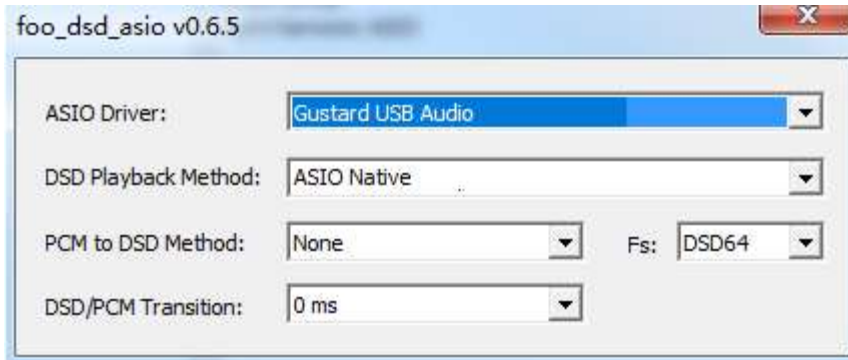 foo_dsd_asio v0.6.5
ASIO Driver: Gustard USB Audio
DSD Playback Method: ASIO Native
PCM to DSD Method: None Fs: DSD64
DSD/PCM Transition: 0 ms